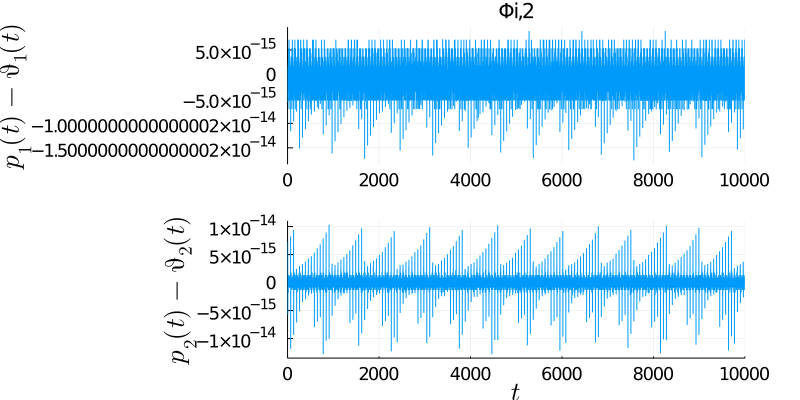 Φi,2
p₁(t) − ϑ₁(t)
5.0×10⁻¹⁵
0
−5.0×10⁻¹⁵
−1.0000000000000002×10⁻¹⁴
−1.5000000000000002×10⁻¹⁴
0 2000 4000 6000 8000 10000
p₂(t) − ϑ₂(t)
1×10⁻¹⁴
5×10⁻¹⁵
0
−5×10⁻¹⁵
−1×10⁻¹⁴
0 2000 4000 6000 8000 10000
t